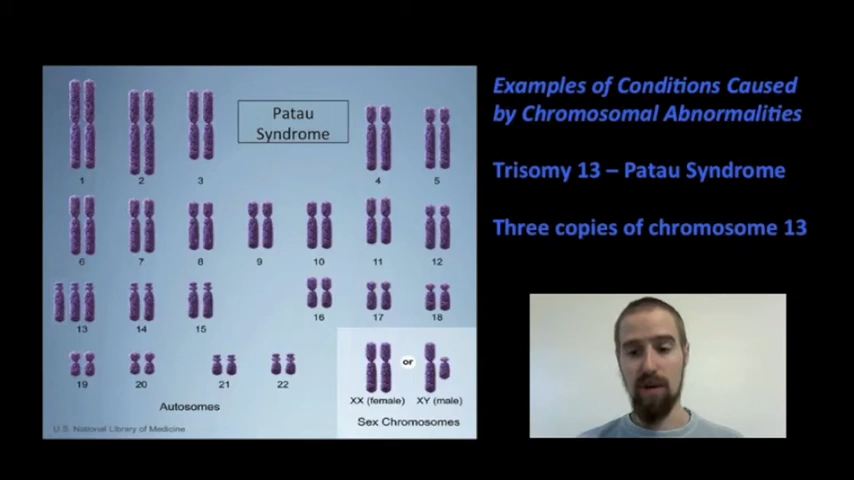 Examples of Conditions Caused
by Chromosomal Abnormalities
Trisomy 13 – Patau Syndrome
Three copies of chromosome 13
Patau
Syndrome
1 2 3 4 5
6 7 8 9 10 11 12
13 14 15 16 17 18
19 20 21 22
or
XX (female) XY (male)
Autosomes
Sex Chromosomes
U.S. National Library of Medicine